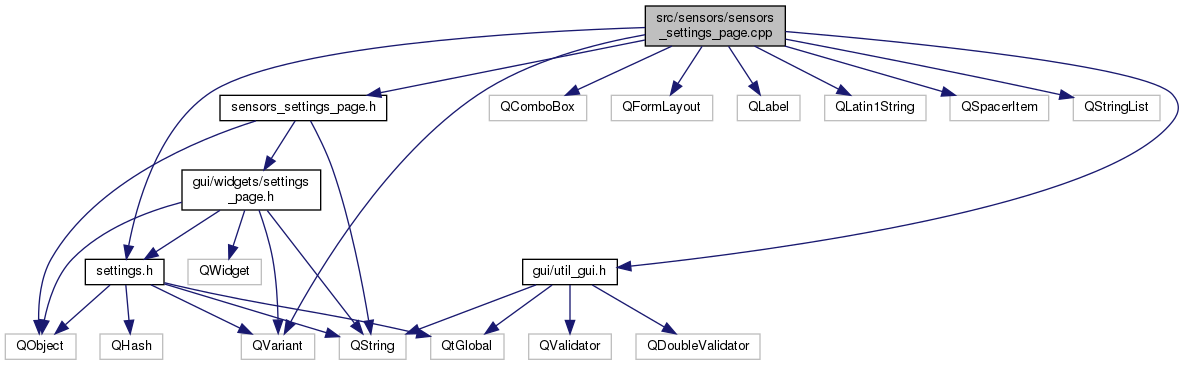 src/sensors/sensors
_settings_page.cpp
sensors_settings_page.h
QComboBox
QFormLayout
QLabel
QLatin1String
QSpacerItem
QStringList
gui/widgets/settings
_page.h
settings.h
QWidget
gui/util_gui.h
QObject
QHash
QVariant
QString
QtGlobal
QValidator
QDoubleValidator